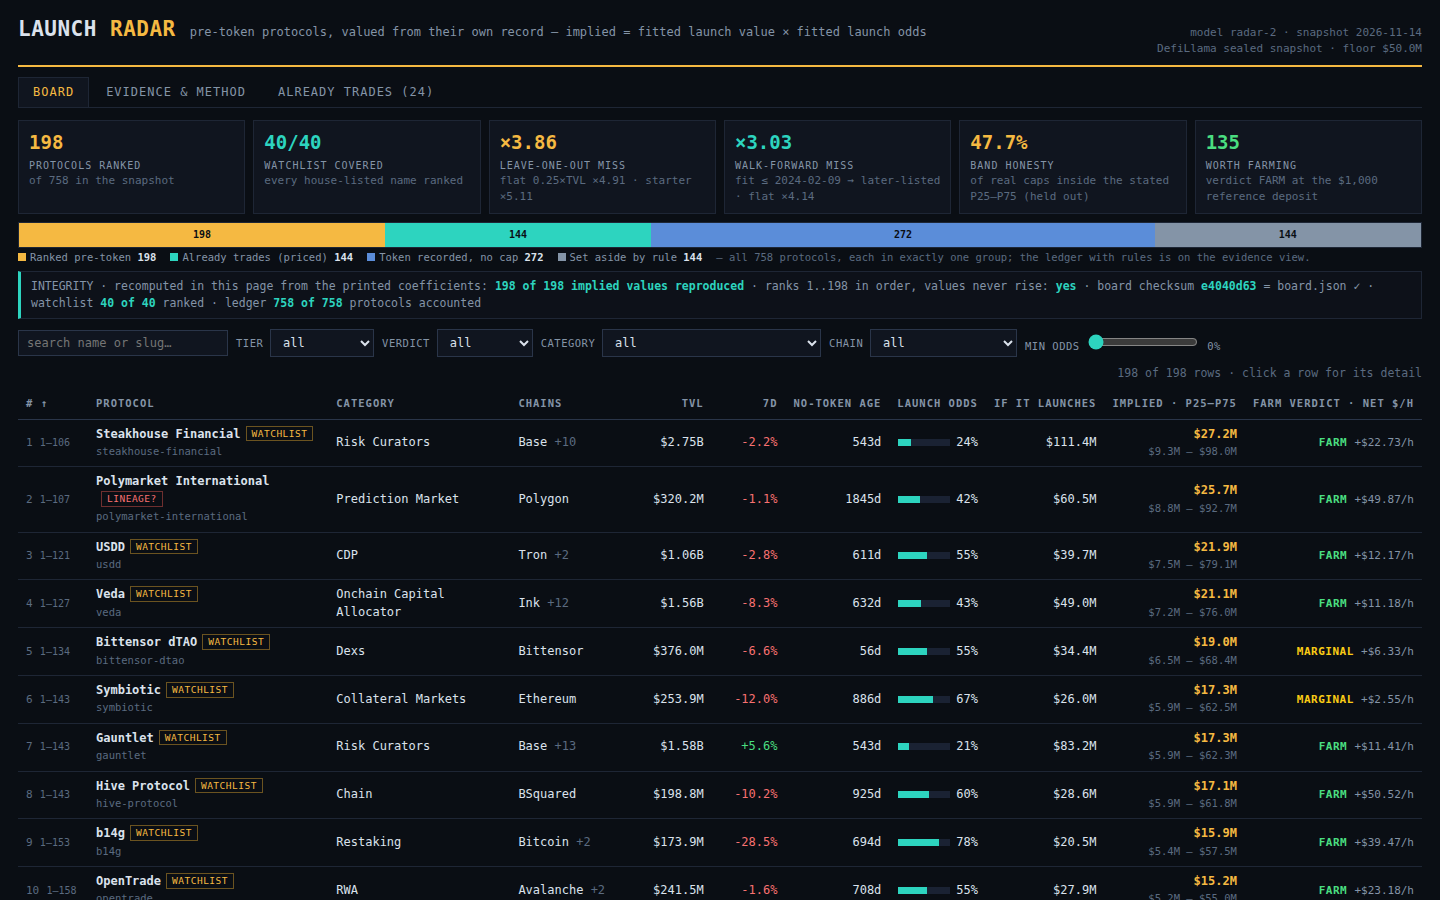 LAUNCH RADAR pre-token protocols, valued from their own record — implied = fitted launch value × fitted launch odds
model radar-2 · snapshot 2026-11-14
DefiLlama sealed snapshot · floor $50.0M
BOARD EVIDENCE & METHOD ALREADY TRADES (24)
198
PROTOCOLS RANKED
of 758 in the snapshot
40/40
WATCHLIST COVERED
every house-listed name ranked
×3.86
LEAVE-ONE-OUT MISS
flat 0.25×TVL ×4.91 · starter
×5.11
×3.03
WALK-FORWARD MISS
fit ≤ 2024-02-09 → later-listed
· flat ×4.14
47.7%
BAND HONESTY
of real caps inside the stated
P25–P75 (held out)
135
WORTH FARMING
verdict FARM at the $1,000
reference deposit
198 144 272 144
Ranked pre-token 198 Already trades (priced) 144 Token recorded, no cap 272 Set aside by rule 144 — all 758 protocols, each in exactly one group; the ledger with rules is on the evidence view.
INTEGRITY · recomputed in this page from the printed coefficients: 198 of 198 implied values reproduced · ranks 1..198 in order, values never rise: yes · board checksum e4040d63 = board.json ✓ ·
watchlist 40 of 40 ranked · ledger 758 of 758 protocols accounted
search name or slug… TIER all VERDICT all CATEGORY all CHAIN all MIN ODDS 0%
198 of 198 rows · click a row for its detail
# ↑ PROTOCOL CATEGORY CHAINS TVL 7D NO-TOKEN AGE LAUNCH ODDS IF IT LAUNCHES IMPLIED · P25–P75 FARM VERDICT · NET $/H
1 1–106 Steakhouse Financial WATCHLIST Risk Curators Base +10 $2.75B -2.2% 543d 24% $111.4M $27.2M FARM +$22.73/h
steakhouse-financial $9.3M – $98.0M
2 1–107 Polymarket International Prediction Market Polygon $320.2M -1.1% 1845d 42% $60.5M $25.7M FARM +$49.87/h
LINEAGE?
polymarket-international $8.8M – $92.7M
3 1–121 USDD WATCHLIST CDP Tron +2 $1.06B -2.8% 611d 55% $39.7M $21.9M FARM +$12.17/h
usdd $7.5M – $79.1M
4 1–127 Veda WATCHLIST Onchain Capital Allocator Ink +12 $1.56B -8.3% 632d 43% $49.0M $21.1M FARM +$11.18/h
veda $7.2M – $76.0M
5 1–134 Bittensor dTAO WATCHLIST Dexs Bittensor $376.0M -6.6% 56d 55% $34.4M $19.0M MARGINAL +$6.33/h
bittensor-dtao $6.5M – $68.4M
6 1–143 Symbiotic WATCHLIST Collateral Markets Ethereum $253.9M -12.0% 886d 67% $26.0M $17.3M MARGINAL +$2.55/h
symbiotic $5.9M – $62.5M
7 1–143 Gauntlet WATCHLIST Risk Curators Base +13 $1.58B +5.6% 543d 21% $83.2M $17.3M FARM +$11.41/h
gauntlet $5.9M – $62.3M
8 1–143 Hive Protocol WATCHLIST Chain BSquared $198.8M -10.2% 925d 60% $28.6M $17.1M FARM +$50.52/h
hive-protocol $5.9M – $61.8M
9 1–153 b14g WATCHLIST Restaking Bitcoin +2 $173.9M -28.5% 694d 78% $20.5M $15.9M FARM +$39.47/h
b14g $5.4M – $57.5M
10 1–158 OpenTrade WATCHLIST RWA Avalanche +2 $241.5M -1.6% 708d 55% $27.9M $15.2M FARM +$23.18/h
opentrade $5.2M – $55.0M